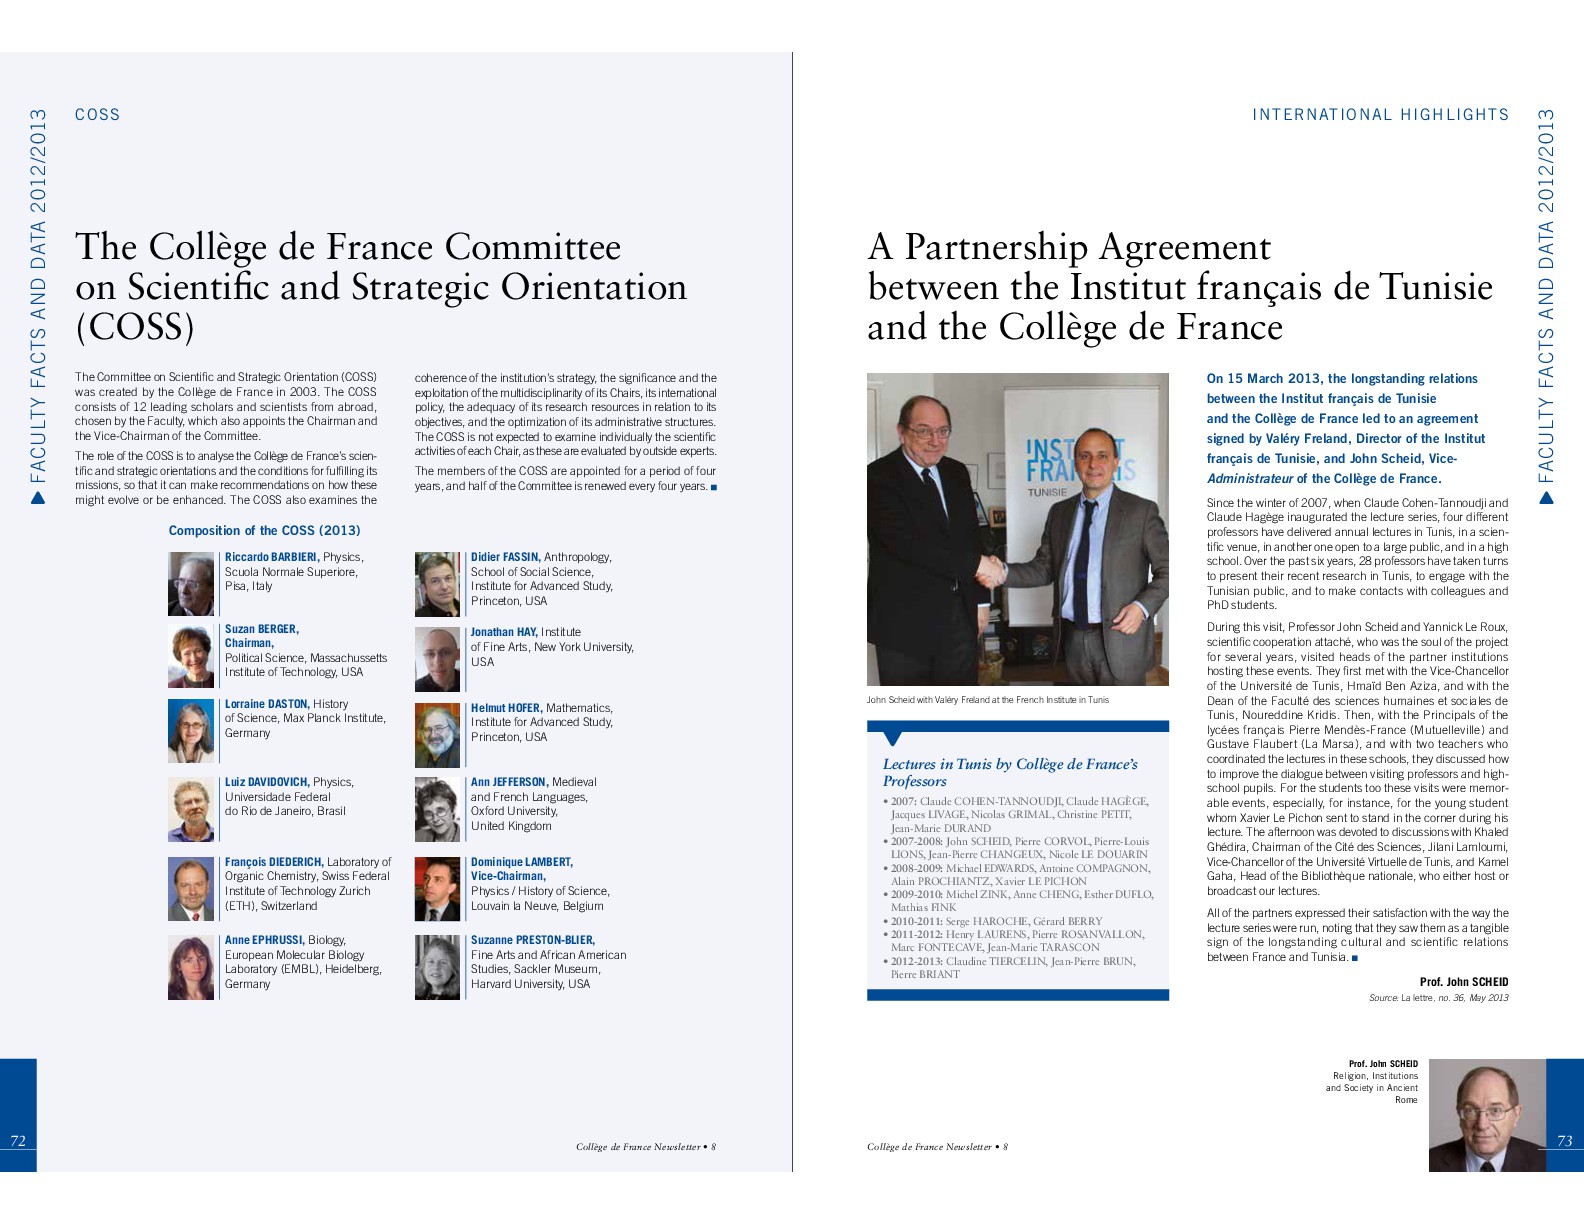 FACULTY FACTS AND DATA 2012/2013
COSS
The Collège de France Committee
on Scientific and Strategic Orientation
(COSS)
The Committee on Scientific and Strategic Orientation (COSS)
was created by the Collège de France in 2003. The COSS
consists of 12 leading scholars and scientists from abroad,
chosen by the Faculty, which also appoints the Chairman and
the Vice-Chairman of the Committee.
The role of the COSS is to analyse the Collège de France's scien-
tific and strategic orientations and the conditions for fulfilling its
missions, so that it can make recommendations on how these
might evolve or be enhanced. The COSS also examines the
coherence of the institution's strategy, the significance and the
exploitation of the multidisciplinarity of its Chairs, its international
policy, the adequacy of its research resources in relation to its
objectives, and the optimization of its administrative structures.
The COSS is not expected to examine individually the scientific
activities of each Chair, as these are evaluated by outside experts.
The members of the COSS are appointed for a period of four
years, and half of the Committee is renewed every four years. ■
Composition of the COSS (2013)
Riccardo BARBIERI, Physics,
Scuola Normale Superiore,
Pisa, Italy
Suzan BERGER,
Chairman,
Political Science, Massachussetts
Institute of Technology, USA
Lorraine DASTON, History
of Science, Max Planck Institute,
Germany
Luiz DAVIDOVICH, Physics,
Universidade Federal
do Rio de Janeiro, Brasil
François DIEDERICH, Laboratory of
Organic Chemistry, Swiss Federal
Institute of Technology Zurich
(ETH), Switzerland
Anne EPHRUSSI, Biology,
European Molecular Biology
Laboratory (EMBL), Heidelberg,
Germany
Didier FASSIN, Anthropology,
School of Social Science,
Institute for Advanced Study,
Princeton, USA
Jonathan HAY, Institute
of Fine Arts, New York University,
USA
Helmut HOFER, Mathematics,
Institute for Advanced Study,
Princeton, USA
Ann JEFFERSON, Medieval
and French Languages,
Oxford University,
United Kingdom
Dominique LAMBERT,
Vice-Chairman,
Physics / History of Science,
Louvain la Neuve, Belgium
Suzanne PRESTON-BLIER,
Fine Arts and African American
Studies, Sackler Museum,
Harvard University, USA
72
Collège de France Newsletter • 8
INTERNATIONAL HIGHLIGHTS
FACULTY FACTS AND DATA 2012/2013
A Partnership Agreement
between the Institut français de Tunisie
and the Collège de France
INST
FRAN IS
TUNISIE
John Scheid with Valéry Freland at the French Institute in Tunis
Lectures in Tunis by Collège de France's
Professors
• 2007: Claude COHEN-TANNOUDJI, Claude HAGÈGE,
Jacques LIVAGE, Nicolas GRIMAL, Christine PETIT,
Jean-Marie DURAND
• 2007-2008: John SCHEID, Pierre CORVOL, Pierre-Louis
LIONS, Jean-Pierre CHANGEUX, Nicole LE DOUARIN
• 2008-2009: Michael EDWARDS, Antoine COMPAGNON,
Alain PROCHIANTZ, Xavier LE PICHON
• 2009-2010: Michel ZINK, Anne CHENG, Esther DUFLO,
Mathias FINK
• 2010-2011: Serge HAROCHE, Gérard BERRY
• 2011-2012: Henry LAURENS, Pierre ROSANVALLON,
Marc FONTECAVE, Jean-Marie TARASCON
• 2012-2013: Claudine TIERCELIN, Jean-Pierre BRUN,
Pierre BRIANT
On 15 March 2013, the longstanding relations
between the Institut français de Tunisie
and the Collège de France led to an agreement
signed by Valéry Freland, Director of the Institut
français de Tunisie, and John Scheid, Vice-
Administrateur of the Collège de France.
Since the winter of 2007, when Claude Cohen-Tannoudji and
Claude Hagège inaugurated the lecture series, four different
professors have delivered annual lectures in Tunis, in a scien-
tific venue, in another one open to a large public, and in a high
school. Over the past six years, 28 professors have taken turns
to present their recent research in Tunis, to engage with the
Tunisian public, and to make contacts with colleagues and
PhD students.
During this visit, Professor John Scheid and Yannick Le Roux,
scientific cooperation attaché, who was the soul of the project
for several years, visited heads of the partner institutions
hosting these events. They first met with the Vice-Chancellor
of the Université de Tunis, Hmaïd Ben Aziza, and with the
Dean of the Faculté des sciences humaines et sociales de
Tunis, Noureddine Kridis. Then, with the Principals of the
lycées français Pierre Mendès-France (Mutuelleville) and
Gustave Flaubert (La Marsa), and with two teachers who
coordinated the lectures in these schools, they discussed how
to improve the dialogue between visiting professors and high-
school pupils. For the students too these visits were memor-
able events, especially, for instance, for the young student
whom Xavier Le Pichon sent to stand in the corner during his
lecture. The afternoon was devoted to discussions with Khaled
Ghédira, Chairman of the Cité des Sciences, Jilani Lamloumi,
Vice-Chancellor of the Université Virtuelle de Tunis, and Kamel
Gaha, Head of the Bibliothèque nationale, who either host or
broadcast our lectures.
All of the partners expressed their satisfaction with the way the
lecture series were run, noting that they saw them as a tangible
sign of the longstanding cultural and scientific relations
between France and Tunisia. ■
Prof. John SCHEID
Source: La lettre, no. 36, May 2013
Prof. John SCHEID
Religion, Institutions
and Society in Ancient
Rome
Collège de France Newsletter • 8
73